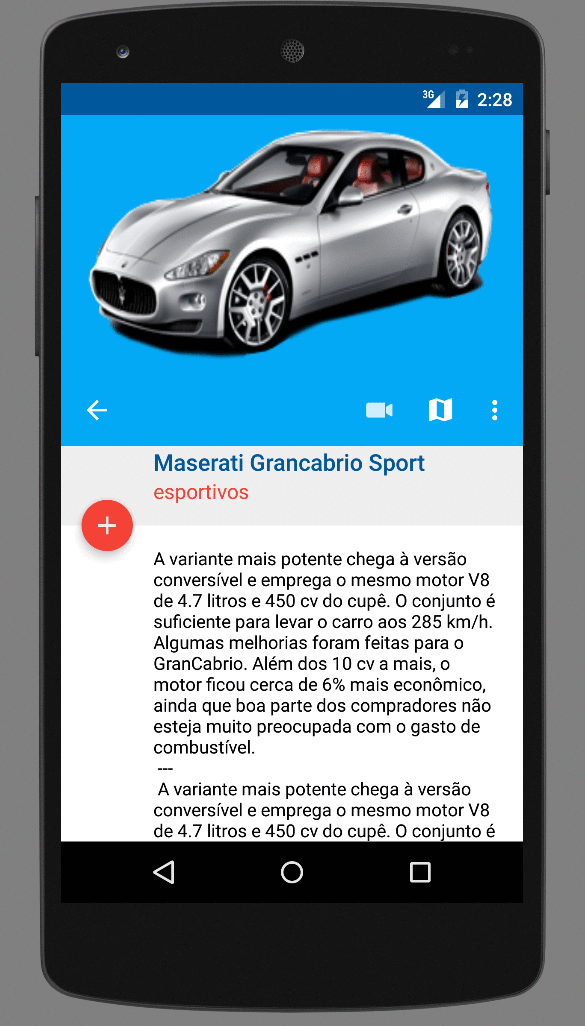 3G 2:28
Maserati Grancabrio Sport
esportivos
A variante mais potente chega à versão
conversível e emprega o mesmo motor V8
de 4.7 litros e 450 cv do cupê. O conjunto é
suficiente para levar o carro aos 285 km/h.
Algumas melhorias foram feitas para o
GranCabrio. Além dos 10 cv a mais, o
motor ficou cerca de 6% mais econômico,
ainda que boa parte dos compradores não
esteja muito preocupada com o gasto de
combustível.
---
A variante mais potente chega à versão
conversível e emprega o mesmo motor V8
de 4.7 litros e 450 cv do cupê. O conjunto é